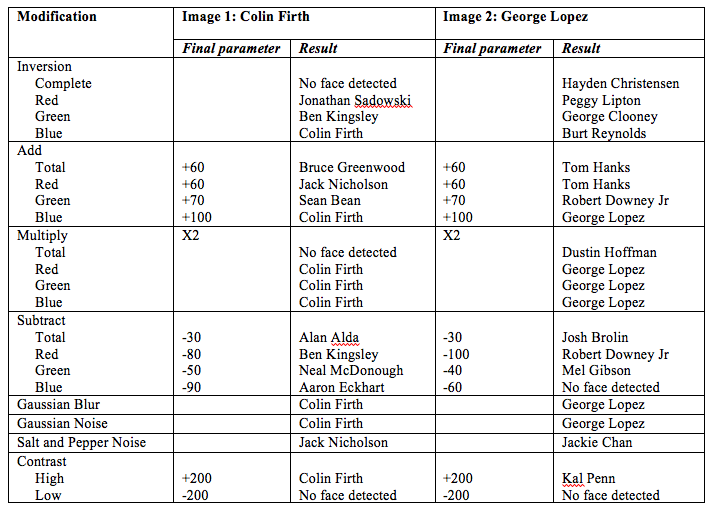 Modification Image 1: Colin Firth Image 2: George Lopez
Final parameter Result Final parameter Result
Inversion
Complete No face detected Hayden Christensen
Red Jonathan Sadowski Peggy Lipton
Green Ben Kingsley George Clooney
Blue Colin Firth Burt Reynolds
Add
Total +60 Bruce Greenwood +60 Tom Hanks
Red +60 Jack Nicholson +60 Tom Hanks
Green +70 Sean Bean +70 Robert Downey Jr
Blue +100 Colin Firth +100 George Lopez
Multiply X2 X2
Total No face detected Dustin Hoffman
Red Colin Firth George Lopez
Green Colin Firth George Lopez
Blue Colin Firth George Lopez
Subtract
Total -30 Alan Alda -30 Josh Brolin
Red -80 Ben Kingsley -100 Robert Downey Jr
Green -50 Neal McDonough -40 Mel Gibson
Blue -90 Aaron Eckhart -60 No face detected
Gaussian Blur Colin Firth George Lopez
Gaussian Noise Colin Firth George Lopez
Salt and Pepper Noise Jack Nicholson Jackie Chan
Contrast
High +200 Colin Firth +200 Kal Penn
Low -200 No face detected -200 No face detected